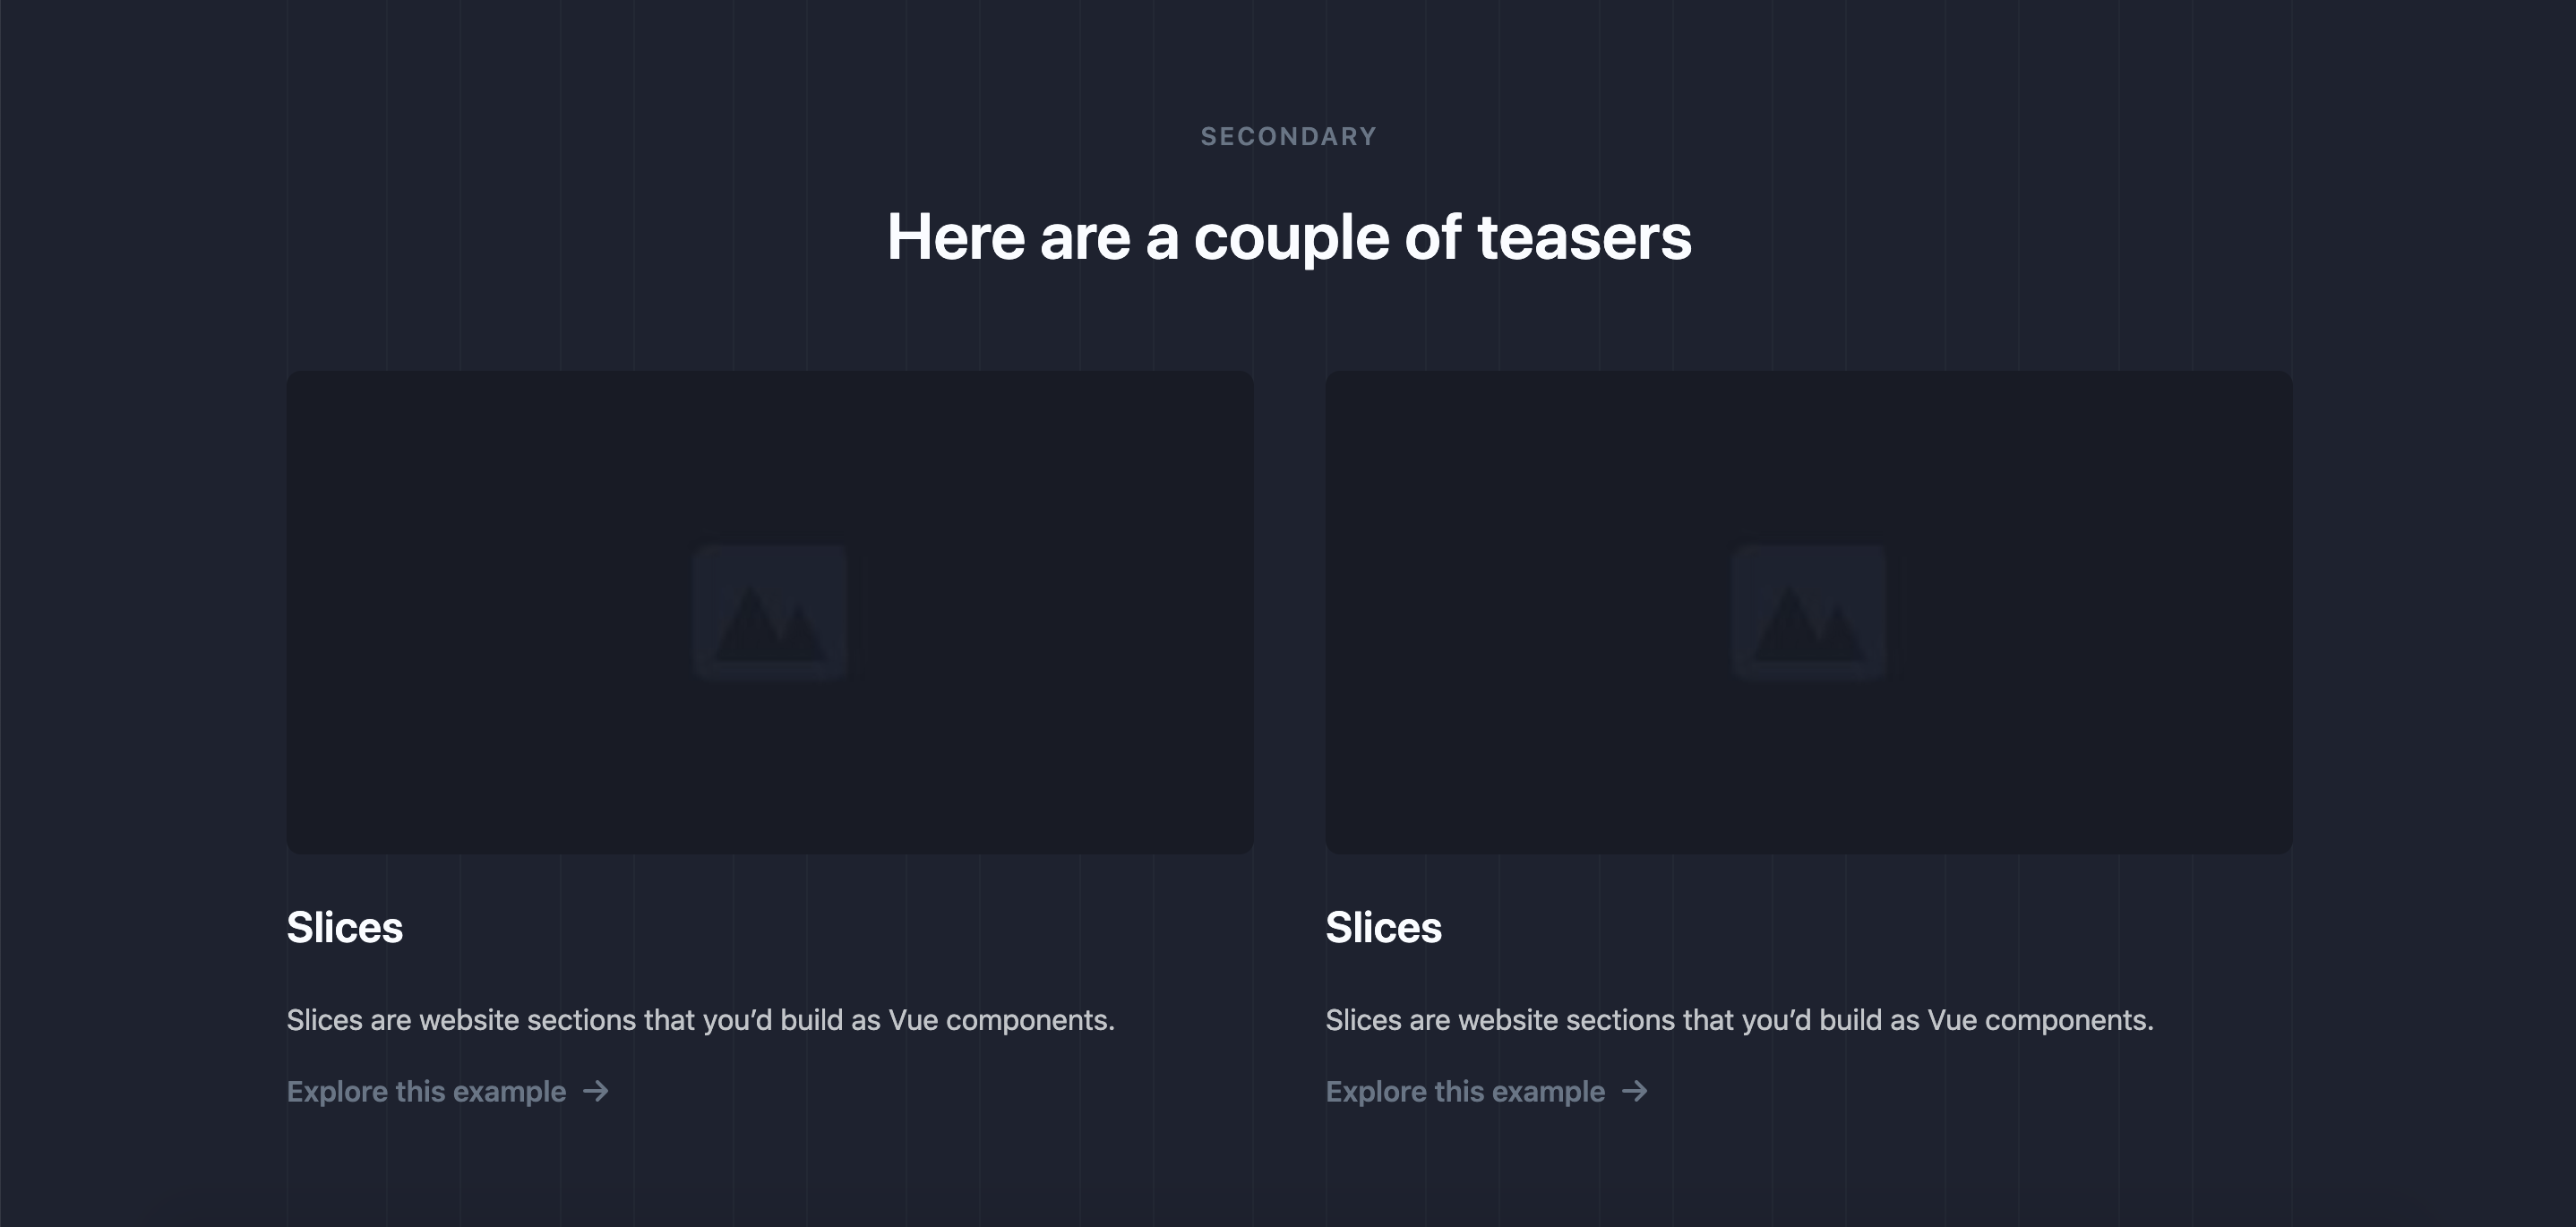 SECONDARY
Here are a couple of teasers
Slices
Slices are website sections that you’d build as Vue components.
Explore this example →
Slices
Slices are website sections that you’d build as Vue components.
Explore this example →